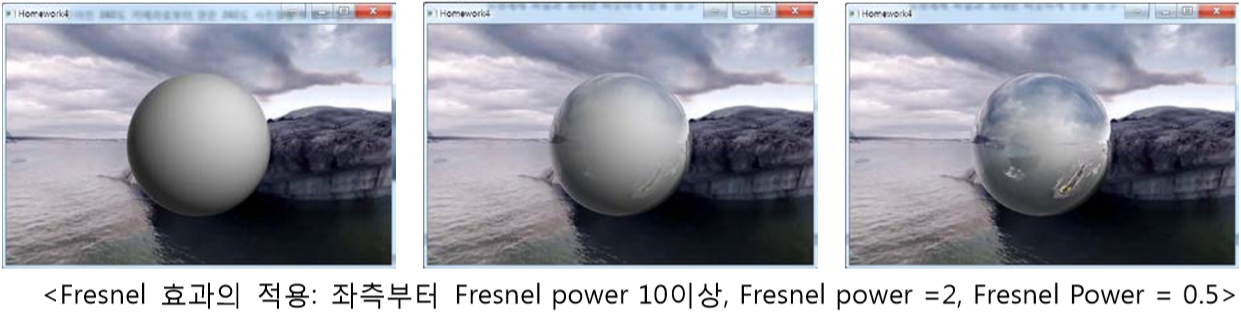 Homework4
Homework4
Homework4
<Fresnel 효과의 적용: 좌측부터 Fresnel power 10이상, Fresnel power =2, Fresnel Power = 0.5>